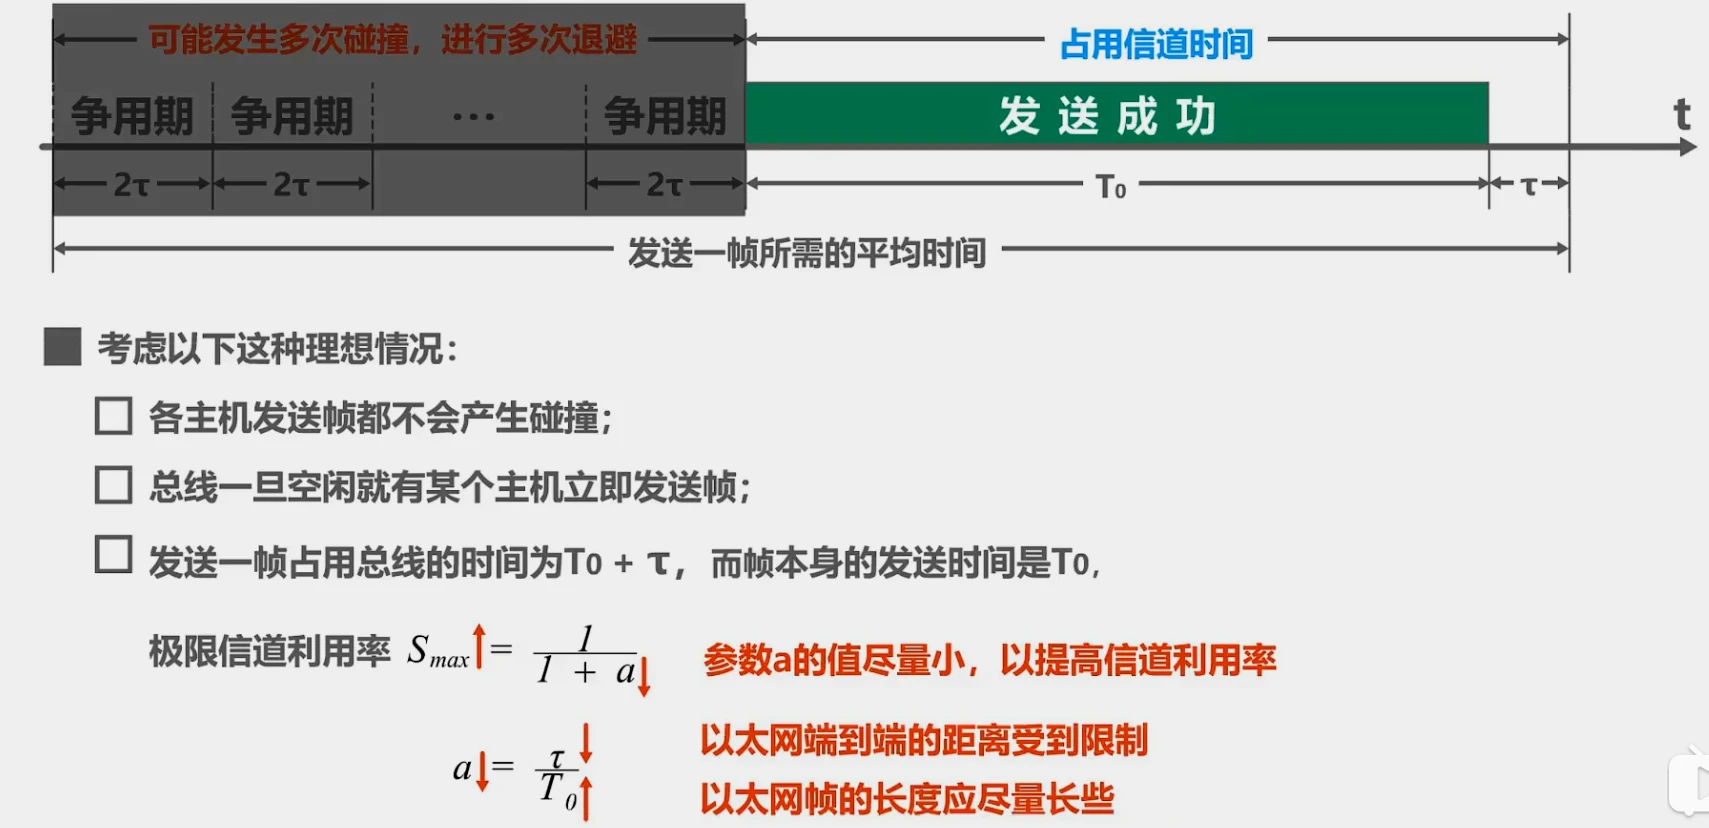 可能发生多次碰撞，进行多次退避 占用信道时间
争用期 争用期 … 争用期 发送成功 t
2τ 2τ 2τ T₀ τ
发送一帧所需的平均时间
考虑以下这种理想情况：
各主机发送帧都不会产生碰撞；
总线一旦空闲就有某个主机立即发送帧；
发送一帧占用总线的时间为T₀ + τ，而帧本身的发送时间是T₀，
极限信道利用率 Smax↑= 1/(1 + a↓) 参数a的值尽量小，以提高信道利用率
a↓= τ↓/T₀↑ 以太网端到端的距离受到限制
以太网帧的长度应尽量长些